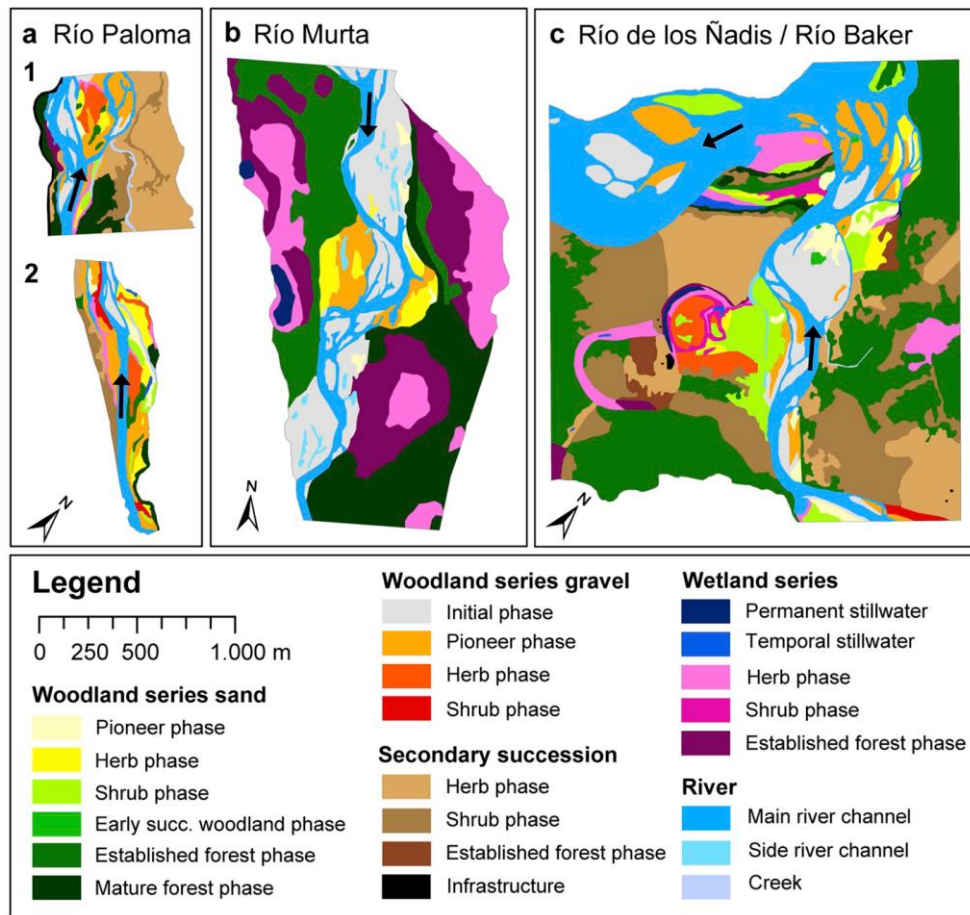 a Río Paloma
1
2
N
b Río Murta
N
c Río de los Ñadis / Río Baker
N
Legend
0 250 500 1.000 m
Woodland series sand
Pioneer phase
Herb phase
Shrub phase
Early succ. woodland phase
Established forest phase
Mature forest phase
Woodland series gravel
Initial phase
Pioneer phase
Herb phase
Shrub phase
Secondary succession
Herb phase
Shrub phase
Established forest phase
Infrastructure
Wetland series
Permanent stillwater
Temporal stillwater
Herb phase
Shrub phase
Established forest phase
River
Main river channel
Side river channel
Creek